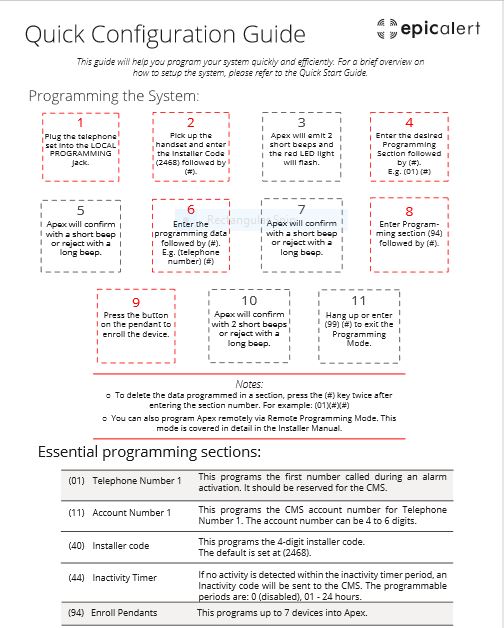 Quick Configuration Guide
epicalert
This guide will help you program your system quickly and efficiently. For a brief overview on
how to setup the system, please refer to the Quick Start Guide.
Programming the System:
1
Plug the telephone
set into the LOCAL
PROGRAMMING
jack.
2
Pick up the
handset and enter
the Installer Code
(2468) followed by
(#).
3
Apex will emit 2
short beeps and
the red LED light
will flash.
4
Enter the desired
Programming
Section followed
by (#).
E.g. (01) (#)
5
Apex will confirm
with a short beep
or reject with a
long beep.
6
Enter the
programming data
followed by (#).
E.g. (telephone
number) (#)
7
Apex will confirm
with a short beep
or reject with a
long beep.
8
Enter Program-
ming section (94)
followed by (#).
Rectangular
9
Press the button
on the pendant to
enroll the device.
10
Apex will confirm
with 2 short beeps
or reject with a
long beep.
11
Hang up or enter
(99) (#) to exit the
Programming
Mode.
Notes:
o To delete the data programmed in a section, press the (#) key twice after
entering the section number. For example: (01)(#)(#)
o You can also program Apex remotely via Remote Programming Mode. This
mode is covered in detail in the Installer Manual.
Essential programming sections:
(01) Telephone Number 1 This programs the first number called during an alarm
activation. It should be reserved for the CMS.
(11) Account Number 1 This programs the CMS account number for Telephone
Number 1. The account number can be 4 to 6 digits.
(40) Installer code This programs the 4-digit installer code.
The default is set at (2468).
(44) Inactivity Timer If no activity is detected within the inactivity timer period, an
Inactivity code will be sent to the CMS. The programmable
periods are: 0 (disabled), 01 - 24 hours.
(94) Enroll Pendants This programs up to 7 devices into Apex.